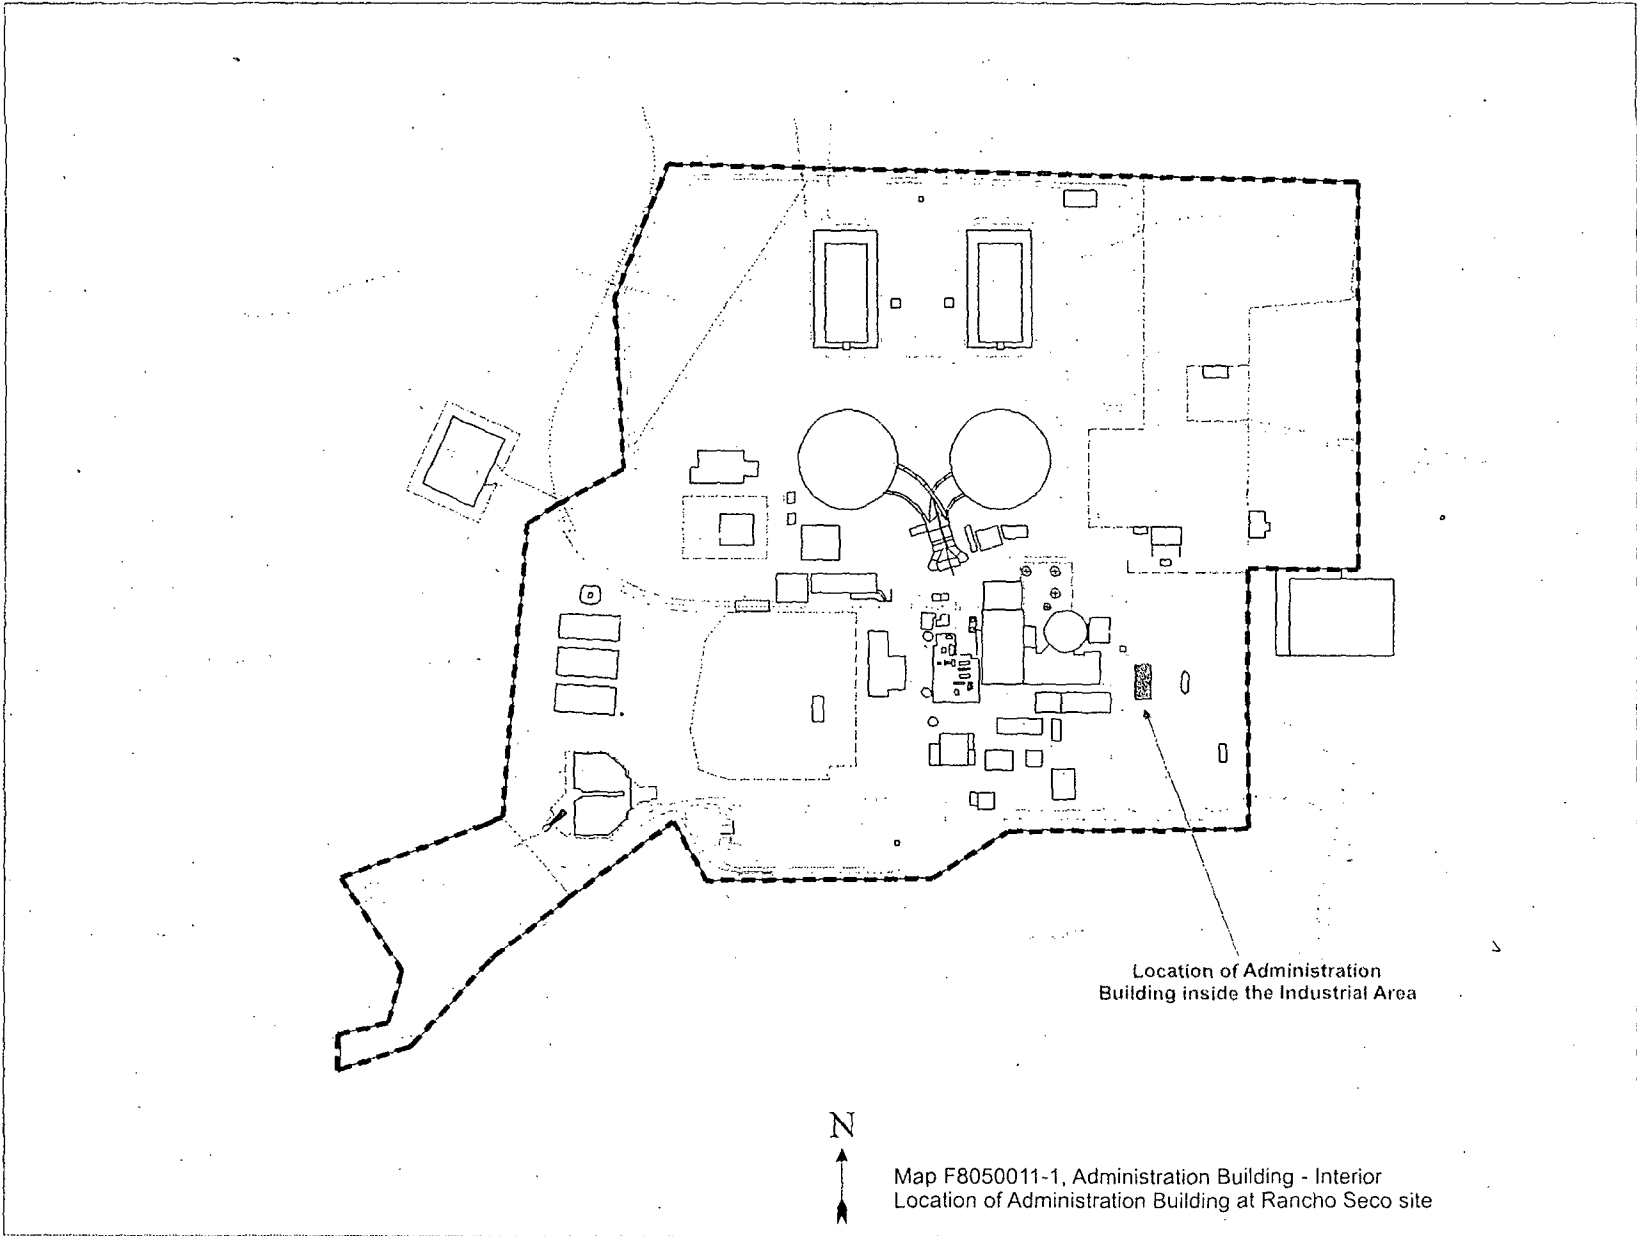 Location of Administration
Building inside the Industrial Area
N
Map F8050011-1, Administration Building - Interior
Location of Administration Building at Rancho Seco site